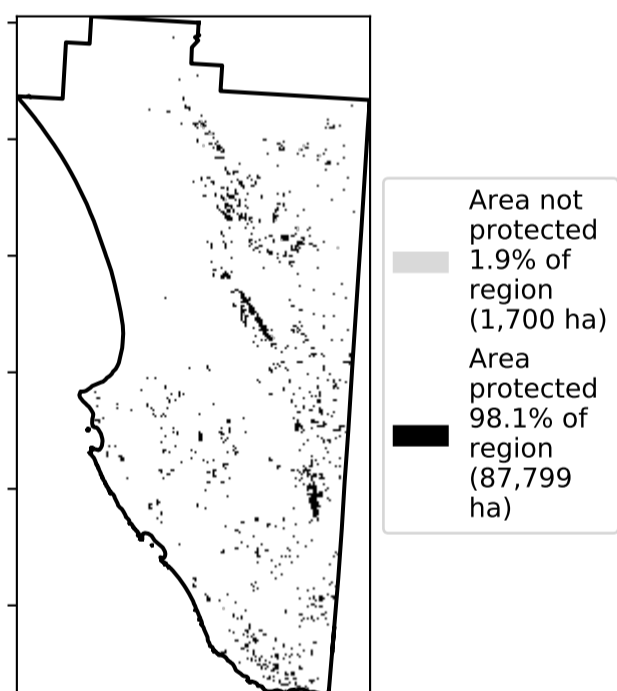 Area not
protected
1.9% of
region
(1,700 ha)
Area
protected
98.1% of
region
(87,799
ha)